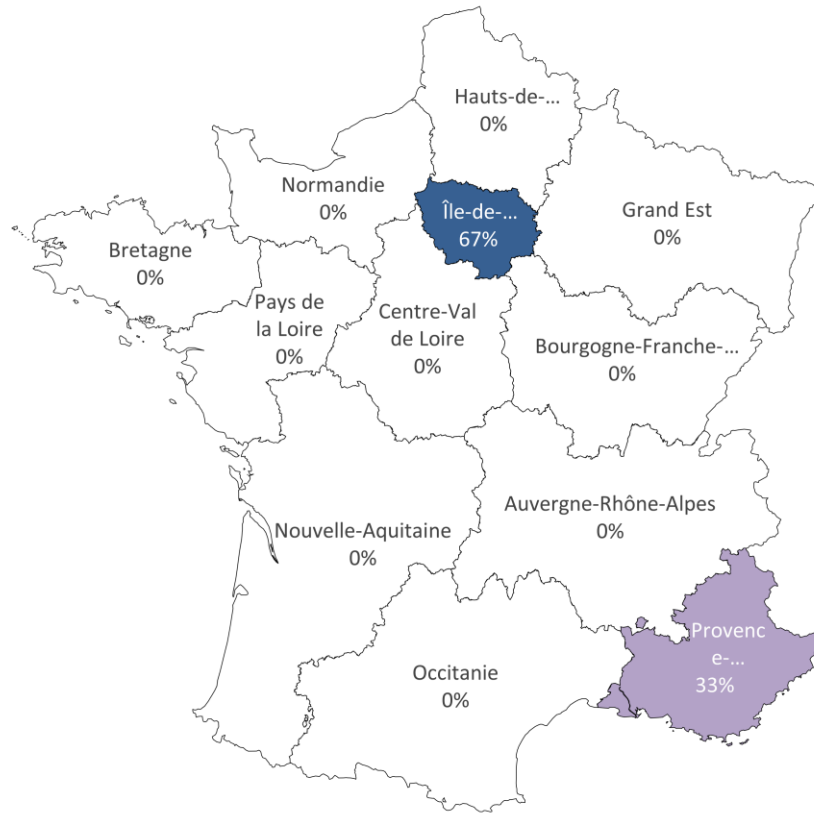 Hauts-de-...
0%
Normandie
0%
Île-de-...
67%
Grand Est
0%
Bretagne
0%
Pays de
la Loire
0%
Centre-Val
de Loire
0%
Bourgogne-Franche-...
0%
Auvergne-Rhône-Alpes
0%
Nouvelle-Aquitaine
0%
Provenc
e-...
33%
Occitanie
0%